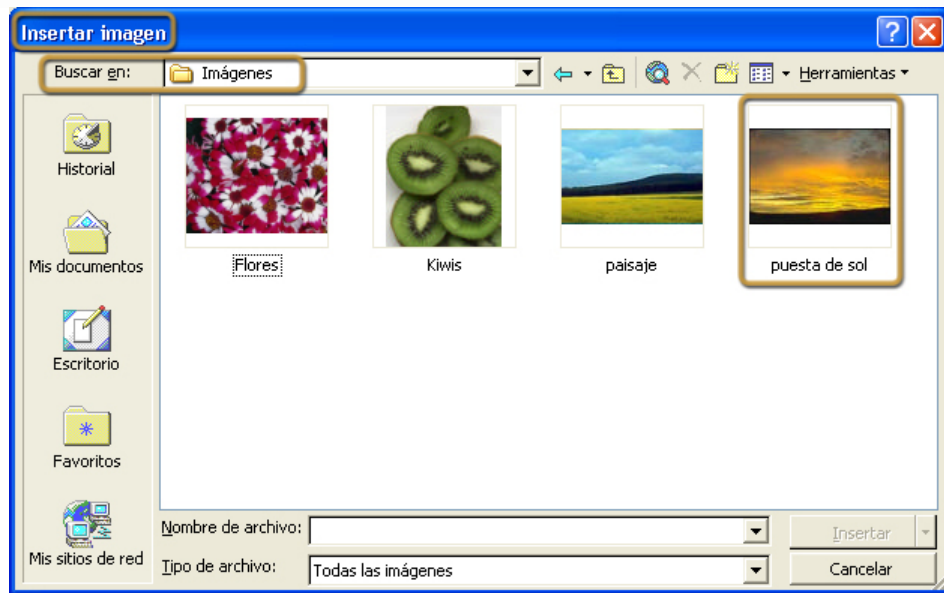 Insertar imagen
Buscar en: Imágenes Herramientas
Historial
Mis documentos
Escritorio
Favoritos
Mis sitios de red
Flores Kiwis paisaje puesta de sol
Nombre de archivo: Insertar
Tipo de archivo: Todas las imágenes Cancelar